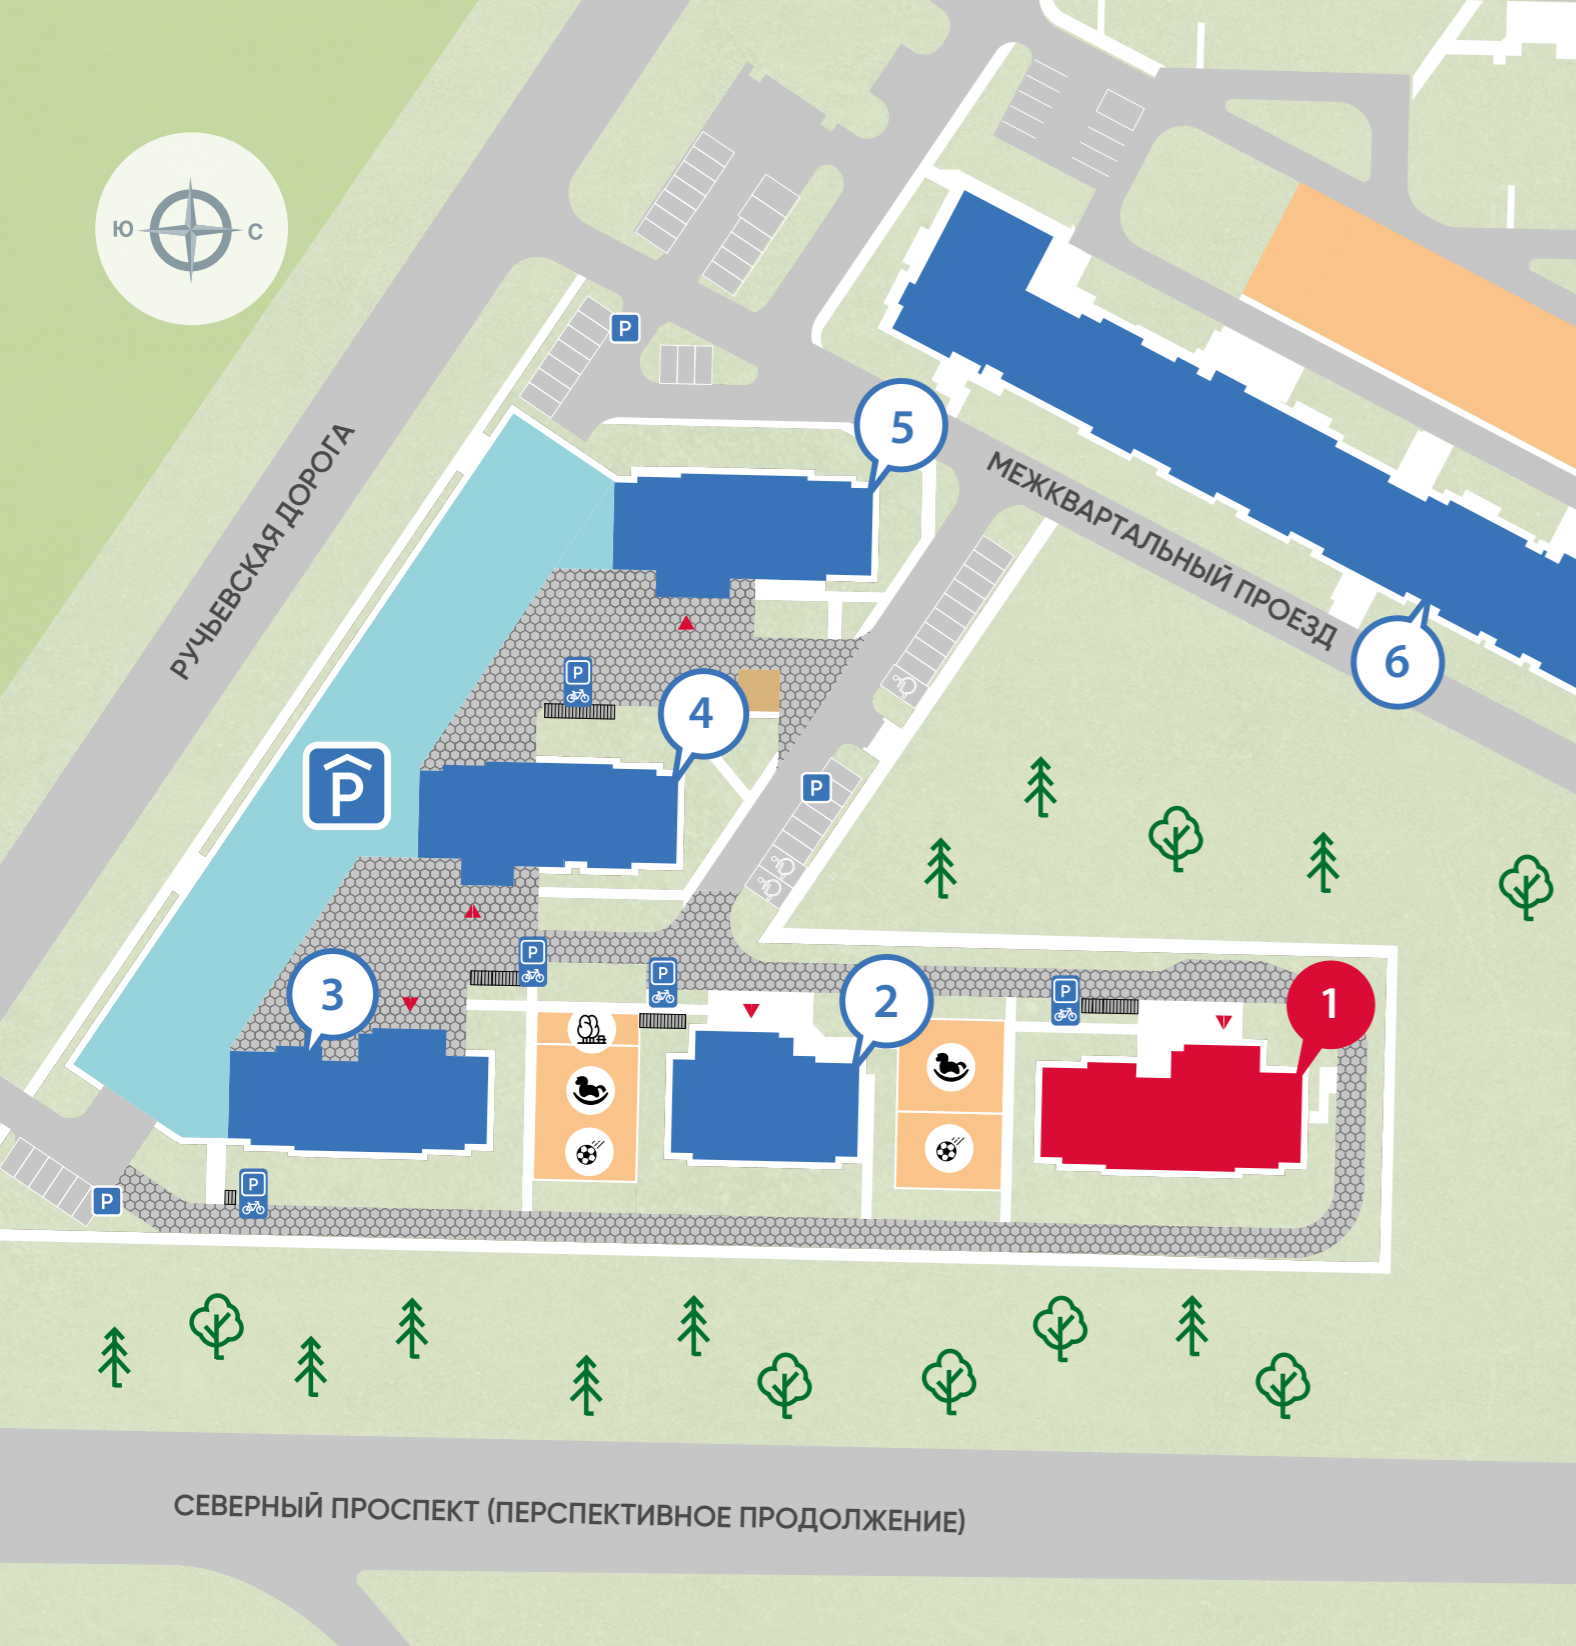 Ю
С
P
5
МЕЖКВАРТАЛЬНЫЙ ПРОЕЗД
РУЧЬЕВСКАЯ ДОРОГА
6
P
4
P
P
P
P
P
3
2
1
P
P
P
СЕВЕРНЫЙ ПРОСПЕКТ (ПЕРСПЕКТИВНОЕ ПРОДОЛЖЕНИЕ)